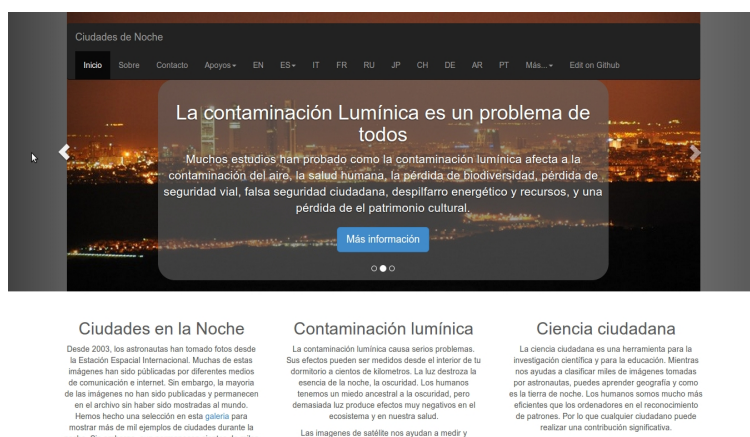 Ciudades de Noche
Inicio Sobre Contacto Apoyos EN ES IT FR RU JP CH DE AR PT Más... Edit on Github
La contaminación Lumínica es un problema de
todos
Muchos estudios han probado como la contaminación lumínica afecta a la
contaminación del aire, la salud humana, la pérdida de biodiversidad, pérdida de
seguridad vial, falsa seguridad ciudadana, despilfarro energético y recursos, y una
pérdida de el patrimonio cultural.
Más información
Ciudades en la Noche
Desde 2003, los astronautas han tomado fotos desde
la Estación Espacial Internacional. Muchas de estas
imágenes han sido públicadas por diferentes medios
de comunicación e internet. Sin embargo, la mayoria
de las imágenes no han sido publicadas y permanecen
en el archivo sin haber sido mostradas al mundo.
Hemos hecho una selección en esta galería para
mostrar más de mil ejemplos de ciudades durante la
Contaminación lumínica
La contaminación lumínica causa serios problemas.
Sus efectos pueden ser medidos desde el interior de tu
dormitorio a cientos de kilometros. La luz destroza la
esencia de la noche, la oscuridad. Los humanos
tenemos un miedo ancestral a la oscuridad, pero
demasiada luz produce efectos muy negativos en el
ecosistema y en nuestra salud.
Las imagenes de satélite nos ayudan a medir y
Ciencia ciudadana
La ciencia ciudadana es una herramienta para la
investigación científica y para la educación. Mientras
nos ayudas a clasificar miles de imágenes tomadas
por astronautas, puedes aprender geografía y como
es la tierra de noche. Los humanos somos mucho más
eficientes que los ordenadores en el reconocimiento
de patrones. Por lo que cualquier ciudadano puede
realizar una contribución significativa.